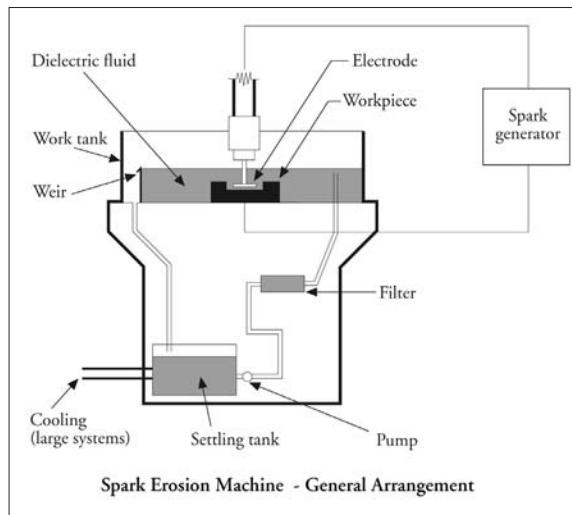 Dielectric fluid
Electrode
Workpiece
Spark
generator
Work tank
Weir
Filter
Cooling
(large systems)
Settling tank
Pump
Spark Erosion Machine - General Arrangement